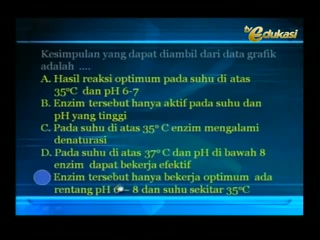 tv edukasi
Kesimpulan yang dapat diambil dari data grafik
adalah ....
A. Hasil reaksi optimum pada suhu di atas
35°C dan pH 6-7
B. Enzim tersebut hanya aktif pada suhu dan
pH yang tinggi
C. Pada suhu di atas 35° C enzim mengalami
denaturasi
D. Pada suhu di atas 37° C dan pH di bawah 8
enzim dapat bekerja efektif
Enzim tersebut hanya bekerja optimum ada
rentang pH 6 – 8 dan suhu sekitar 35°C